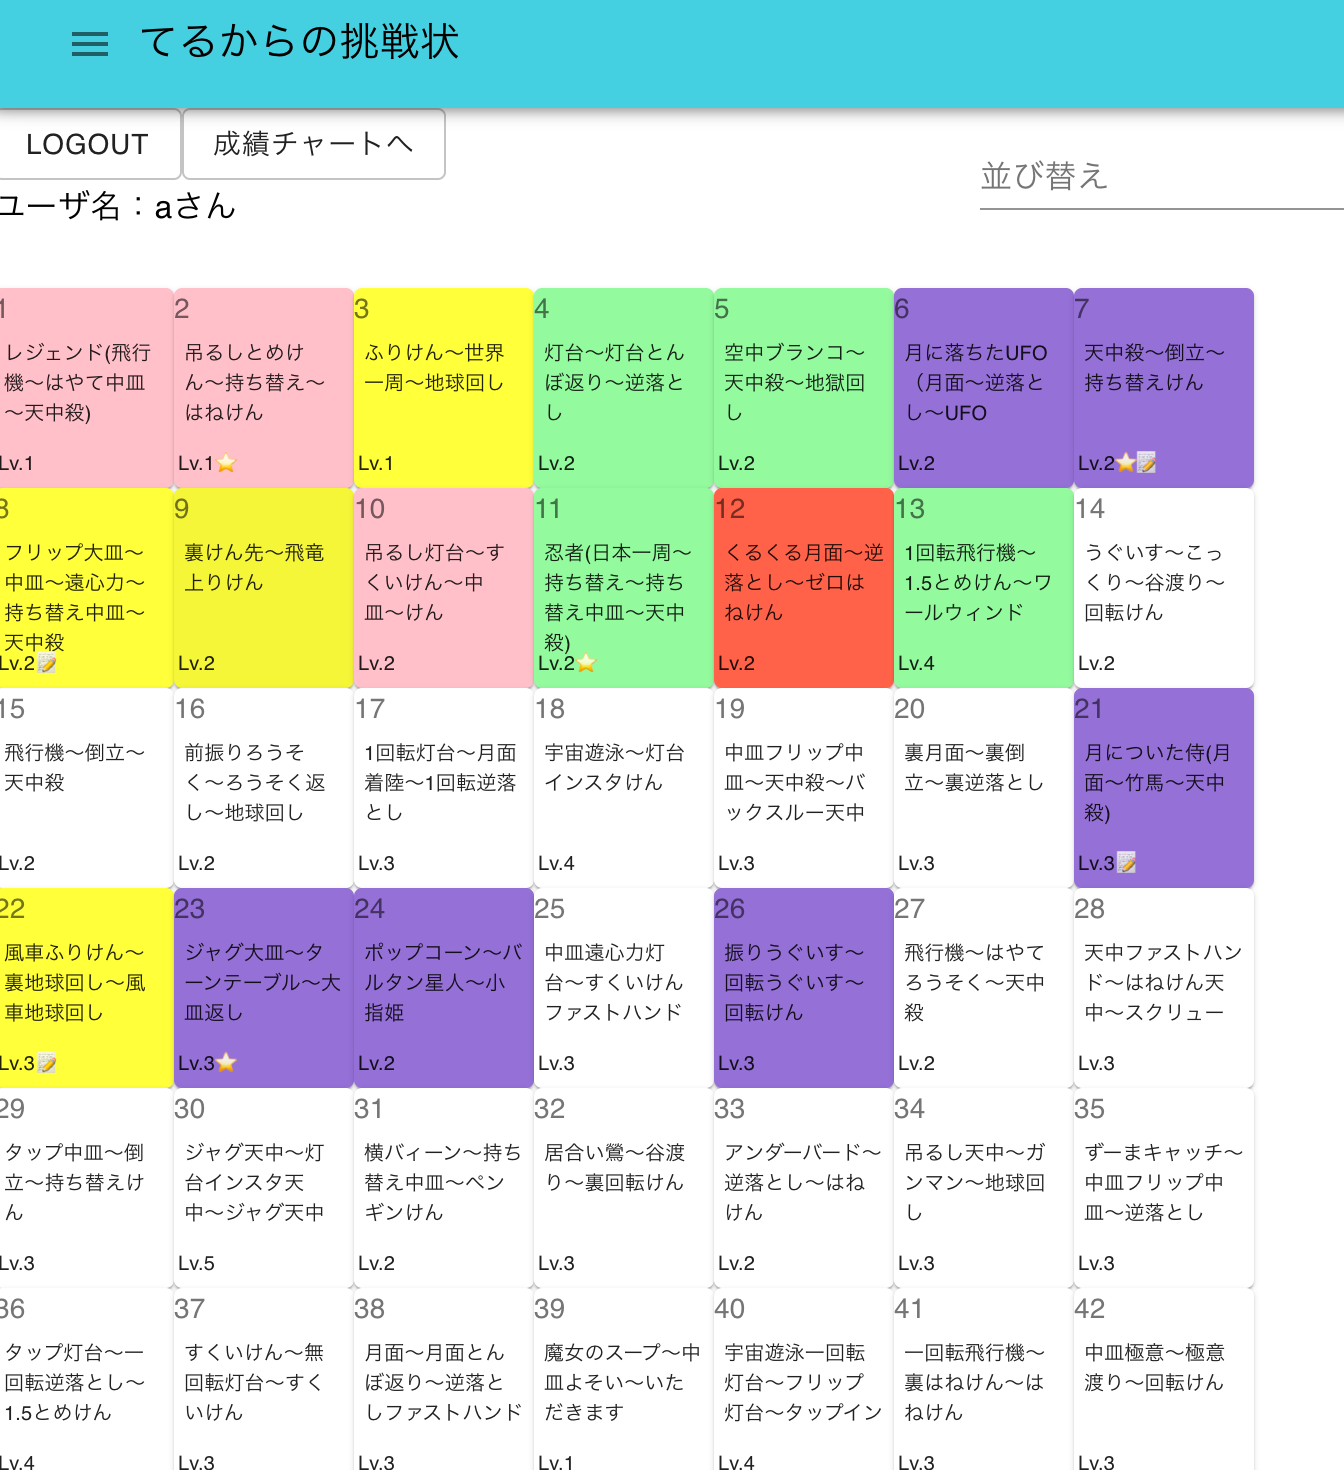 てるからの挑戦状
LOGOUT
成績チャートへ
並び替え
ユーザ名：aさん
1
レジェンド(飛行
機〜はやて中皿
〜天中殺)
Lv.1
2
吊るしとめけ
ん〜持ち替え〜
はねけん
Lv.1⭐
3
ふりけん〜世界
一周〜地球回し
Lv.1
4
灯台〜灯台とん
ぼ返り〜逆落と
し
Lv.2
5
空中ブランコ〜
天中殺〜地獄回
し
Lv.2
6
月に落ちたUFO
（月面〜逆落と
し〜UFO
Lv.2
7
天中殺〜倒立〜
持ち替えけん
Lv.2⭐📝
8
フリップ大皿〜
中皿〜遠心力〜
持ち替え中皿〜
天中殺
Lv.2📝
9
裏けん先〜飛竜
上りけん
Lv.2
10
吊るし灯台〜す
くいけん〜中
皿〜けん
Lv.2
11
忍者(日本一周〜
持ち替え〜持ち
替え中皿〜天中
殺)
Lv.2⭐
12
くるくる月面〜逆
落とし〜ゼロは
ねけん
Lv.2
13
1回転飛行機〜
1.5とめけん〜ワ
ールウィンド
Lv.4
14
うぐいす〜こっ
くり〜谷渡り〜
回転けん
Lv.2
15
飛行機〜倒立〜
天中殺
Lv.2
16
前振りろうそ
く〜ろうそく返
し〜地球回し
Lv.2
17
1回転灯台〜月面
着陸〜1回転逆落
とし
Lv.3
18
宇宙遊泳〜灯台
インスタけん
Lv.4
19
中皿フリップ中
皿〜天中殺〜バ
ックスルー天中
Lv.3
20
裏月面〜裏倒
立〜裏逆落とし
Lv.3
21
月についた侍(月
面〜竹馬〜天中
殺)
Lv.3📝
22
風車ふりけん〜
裏地球回し〜風
車地球回し
Lv.3📝
23
ジャグ大皿〜タ
ーンテーブル〜大
皿返し
Lv.3⭐
24
ポップコーン〜バ
ルタン星人〜小
指姫
Lv.2
25
中皿遠心力灯
台〜すくいけん
ファストハンド
Lv.3
26
振りうぐいす〜
回転うぐいす〜
回転けん
Lv.3
27
飛行機〜はやて
ろうそく〜天中
殺
Lv.2
28
天中ファストハン
ド〜はねけん天
中〜スクリュー
Lv.3
29
タップ中皿〜倒
立〜持ち替えけ
ん
Lv.3
30
ジャグ天中〜灯
台インスタ天
中〜ジャグ天中
Lv.5
31
横バィーン〜持ち
替え中皿〜ペン
ギンけん
Lv.2
32
居合い鶯〜谷渡
り〜裏回転けん
Lv.3
33
アンダーバード〜
逆落とし〜はね
けん
Lv.2
34
吊るし天中〜ガ
ンマン〜地球回
し
Lv.3
35
ずーまキャッチ〜
中皿フリップ中
皿〜逆落とし
Lv.3
36
タップ灯台〜一
回転逆落とし〜
1.5とめけん
Lv.4
37
すくいけん〜無
回転灯台〜すく
いけん
Lv.3
38
月面〜月面とん
ぼ返り〜逆落と
しファストハンド
Lv.3
39
魔女のスープ〜中
皿よそい〜いた
だきます
Lv.1
40
宇宙遊泳一回転
灯台〜フリップ
灯台〜タップイン
Lv.4
41
一回転飛行機〜
裏はねけん〜は
ねけん
Lv.3
42
中皿極意〜極意
渡り〜回転けん
Lv.3